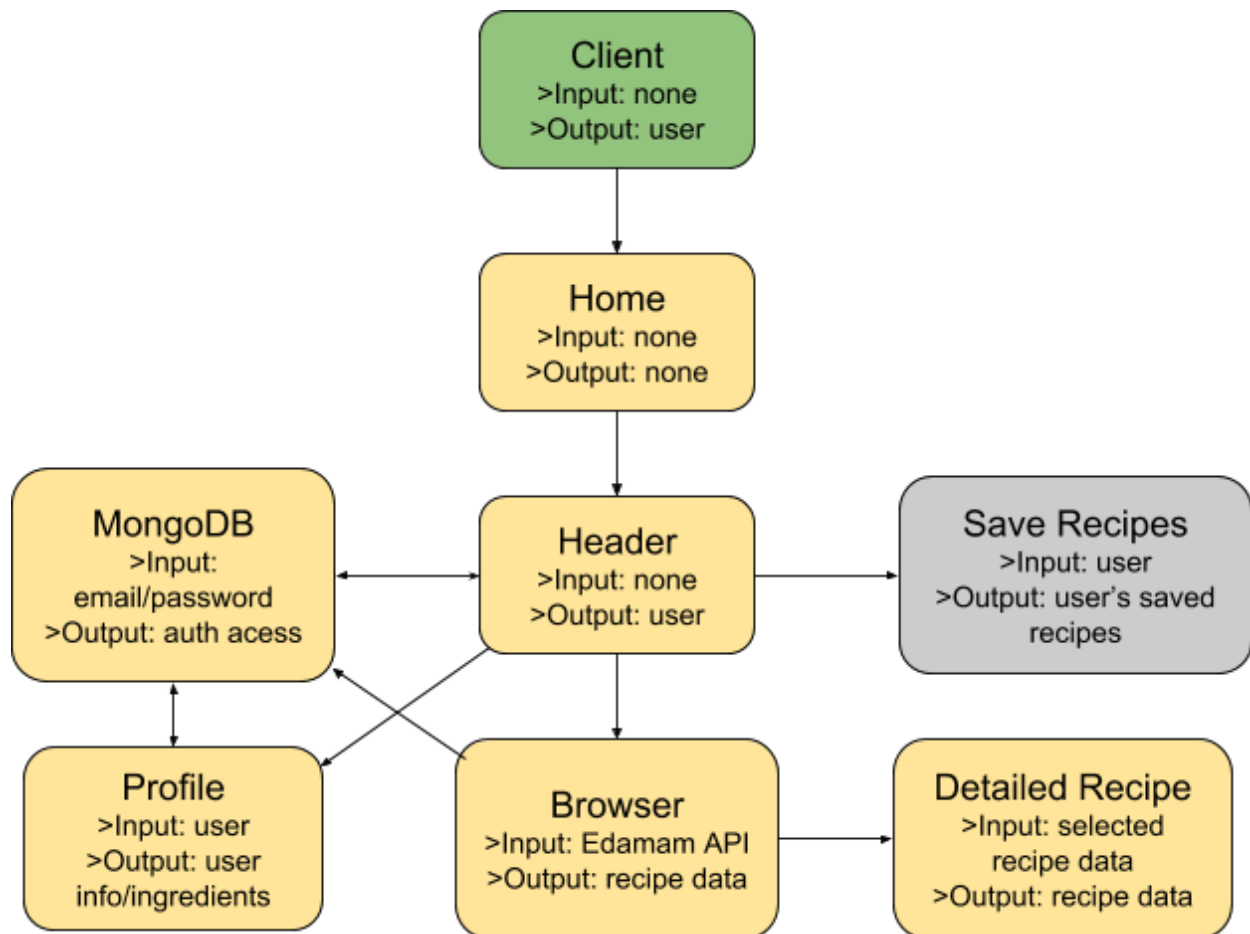 Client
>Input: none
>Output: user
Home
>Input: none
>Output: none
MongoDB
>Input:
email/password
>Output: auth acess
Header
>Input: none
>Output: user
Save Recipes
>Input: user
>Output: user’s saved
recipes
Profile
>Input: user
>Output: user
info/ingredients
Browser
>Input: Edamam API
>Output: recipe data
Detailed Recipe
>Input: selected
recipe data
>Output: recipe data